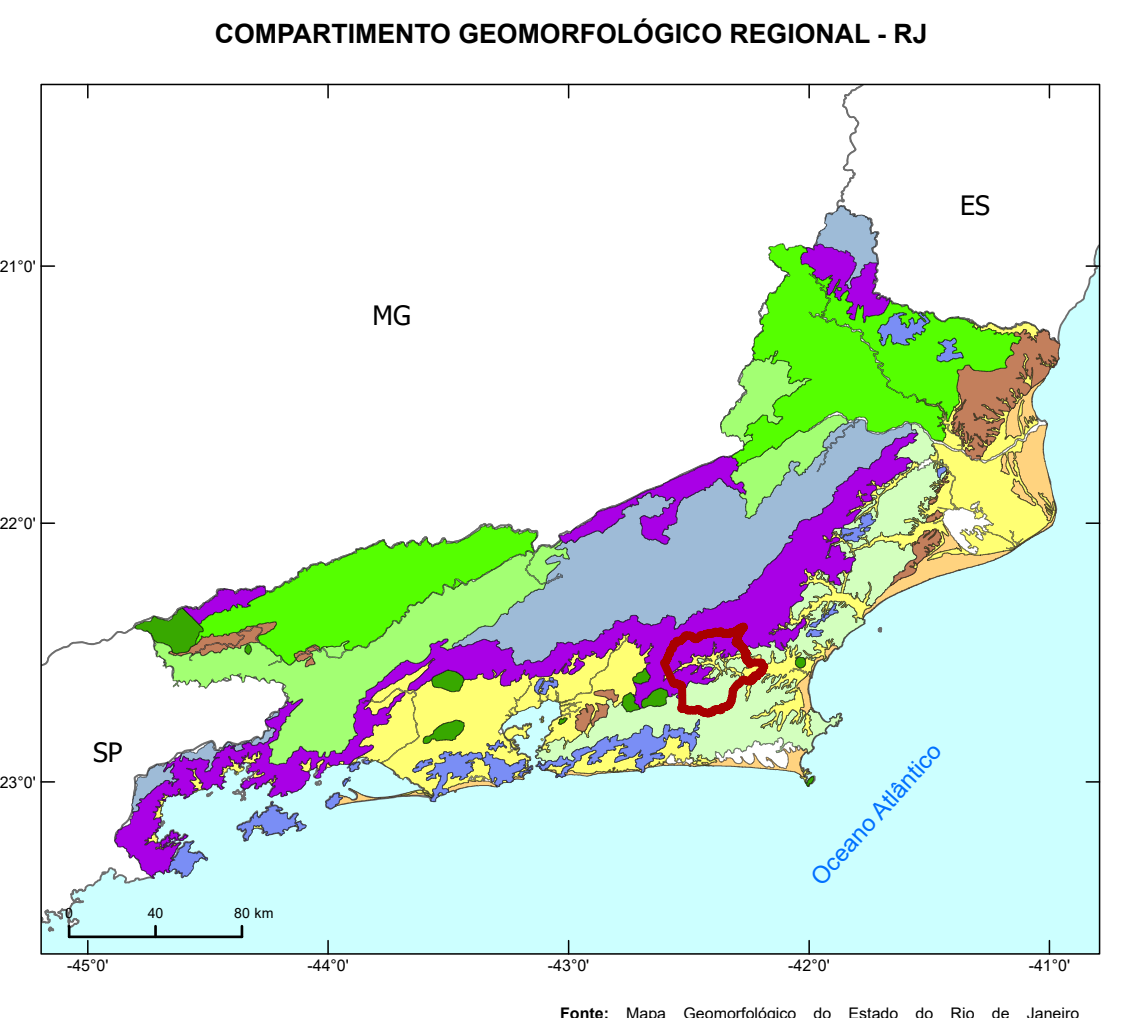 COMPARTIMENTO GEOMORFOLÓGICO REGIONAL - RJ
ES
21°0'
MG
22°0'
SP
23°0'
Oceano Atlântico
0 40 80 km
-45°0' -44°0' -43°0' -42°0' -41°0'
Fonte: Mapa Geomorfológico do Estado do Rio de Janeiro